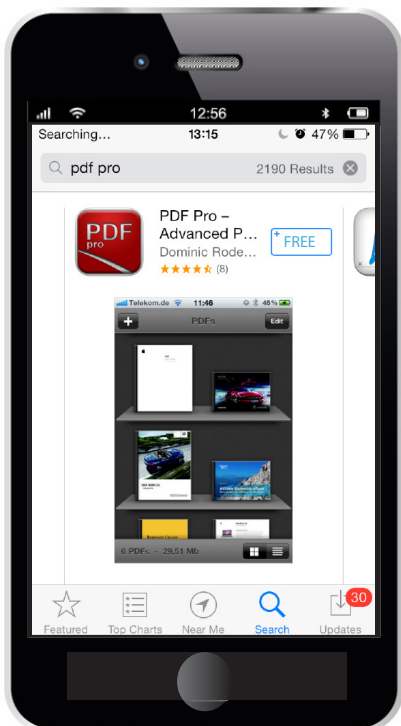 12:56
Searching... 13:15 47%
pdf pro 2190 Results
PDF pro
PDF Pro –
Advanced P...
Dominic Rode...
+ FREE
(8)
Telekom.de 11:46 48%
+ PDFs Edit
6 PDFs - 29,51 Mb
30
Featured Top Charts Near Me Search Updates